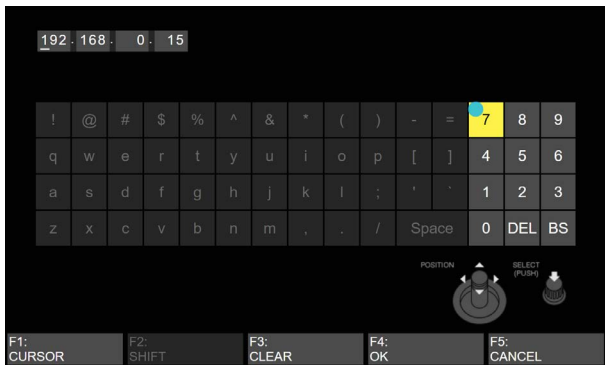 192 . 168 . 0 . 15
! @ # $ % ^ & * ( ) - = 7 8 9
q w e r t y u i o p [ ] 4 5 6
a s d f g h j k l ; ' ` 1 2 3
z x c v b n m , . / Space 0 DEL BS
POSITION SELECT
(PUSH)
F1: F2: F3: F4: F5:
CURSOR SHIFT CLEAR OK CANCEL